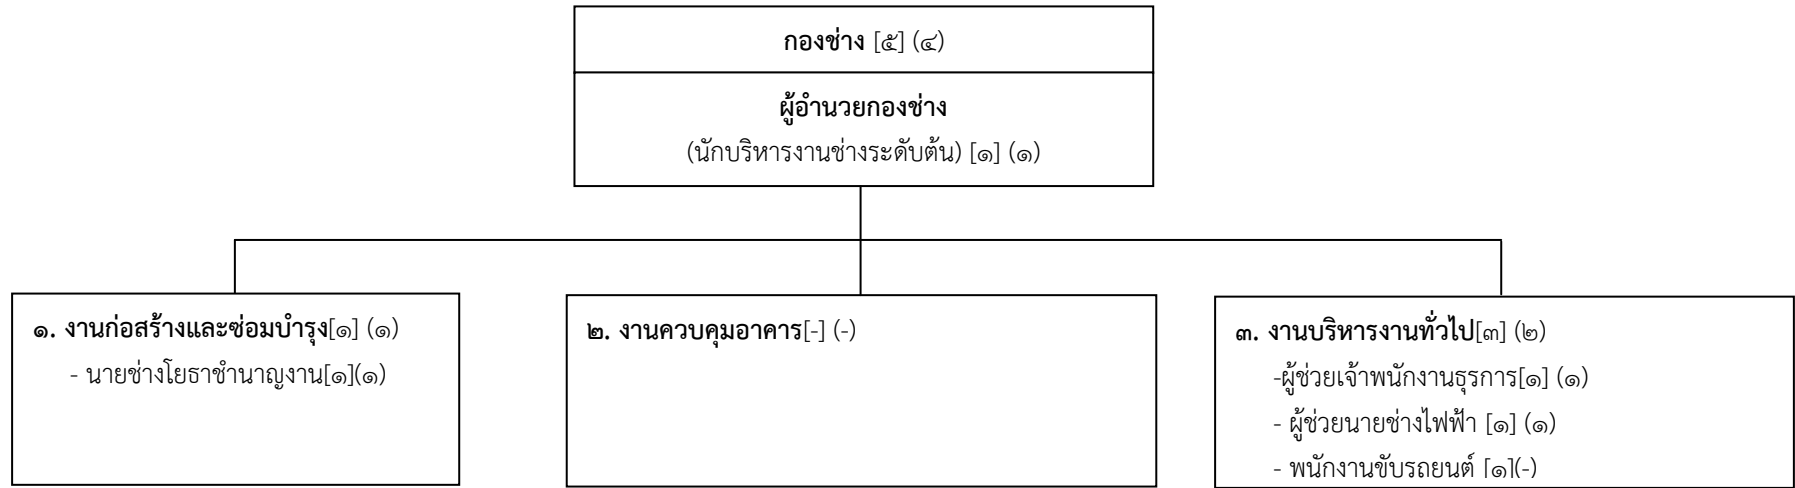 กองช่าง [๕] (๔)
ผู้อำนวยกองช่าง
(นักบริหารงานช่างระดับต้น) [๑] (๑)
๑. งานก่อสร้างและซ่อมบำรุง[๑] (๑)
- นายช่างโยธาชำนาญงาน[๑](๑)
๒. งานควบคุมอาคาร[-] (-)
๓. งานบริหารงานทั่วไป[๓] (๒)
-ผู้ช่วยเจ้าพนักงานธุรการ[๑] (๑)
- ผู้ช่วยนายช่างไฟฟ้า [๑] (๑)
- พนักงานขับรถยนต์ [๑](-)